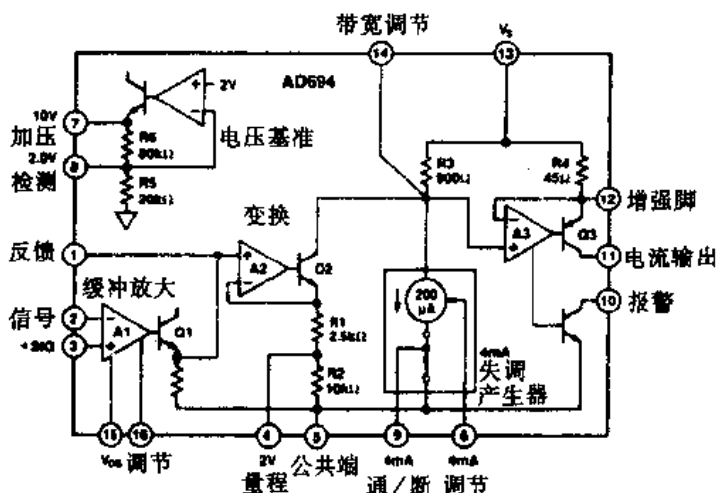 带宽调节
14
Vs
13
AD694
10V
7
加压
2V
R6
80kΩ
电压基准
2.0V
8
检测
R5
20kΩ
R3
900Ω
R4
45Ω
12
增强脚
A3
Q3
变换
反馈
1
A2
Q2
11
电流输出
缓冲放大
信号
2
200
μA
10
报警
A1
Q1
+SIG
3
R1
2.5kΩ
4mA
失调
产生器
R2
10kΩ
15
16
4
5
9
6
VOS 调节
2V
公共端
4mA
4mA
量程
通/断
调节